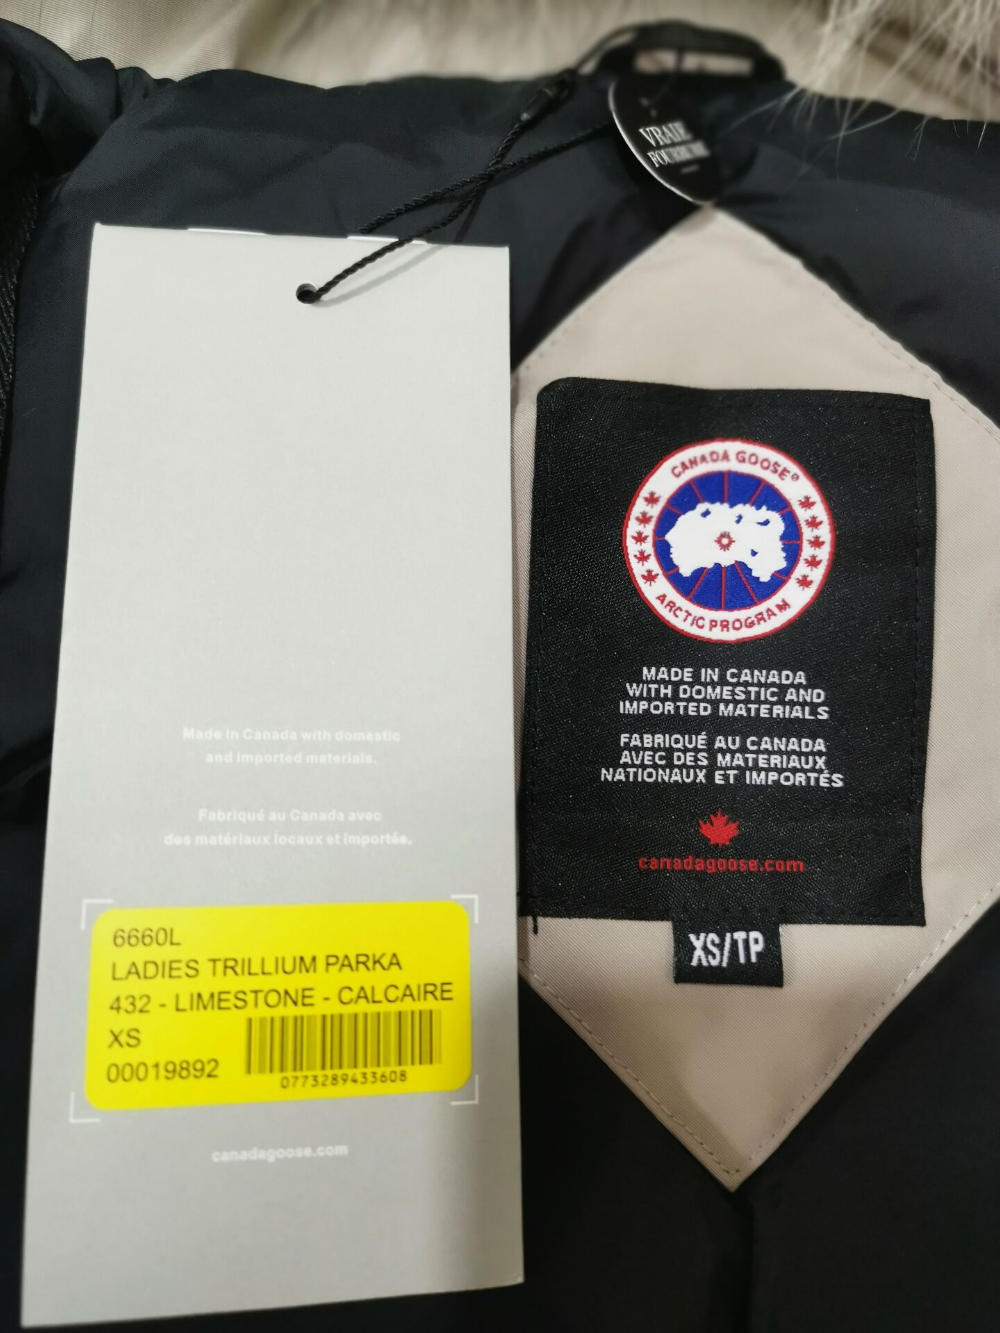 VRAIE
FOURRURE
Made in Canada with domestic
and imported materials.
Fabriqué au Canada avec
des matériaux locaux et importés.
6660L
LADIES TRILLIUM PARKA
432 - LIMESTONE - CALCAIRE
XS
00019892
0773289433608
canadagoose.com
CANADA GOOSE®
ARCTIC PROGRAM
MADE IN CANADA
WITH DOMESTIC AND
IMPORTED MATERIALS
FABRIQUÉ AU CANADA
AVEC DES MATERIAUX
NATIONAUX ET IMPORTÉS
canadagoose.com
XS/TP